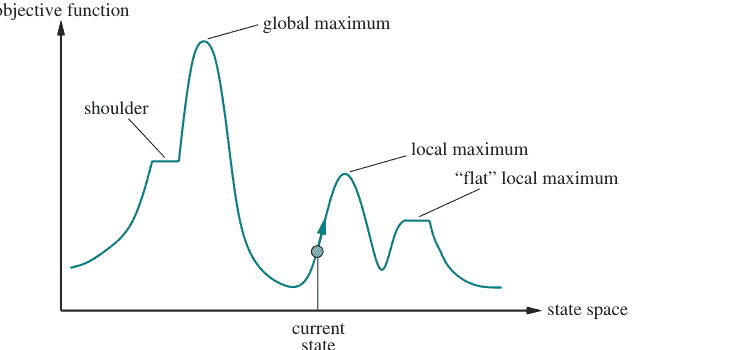 objective function
global maximum
shoulder
local maximum
“flat” local maximum
state space
current
state